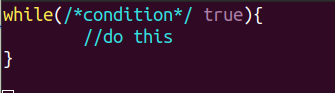 while(/*condition*/ true){
        //do this
}